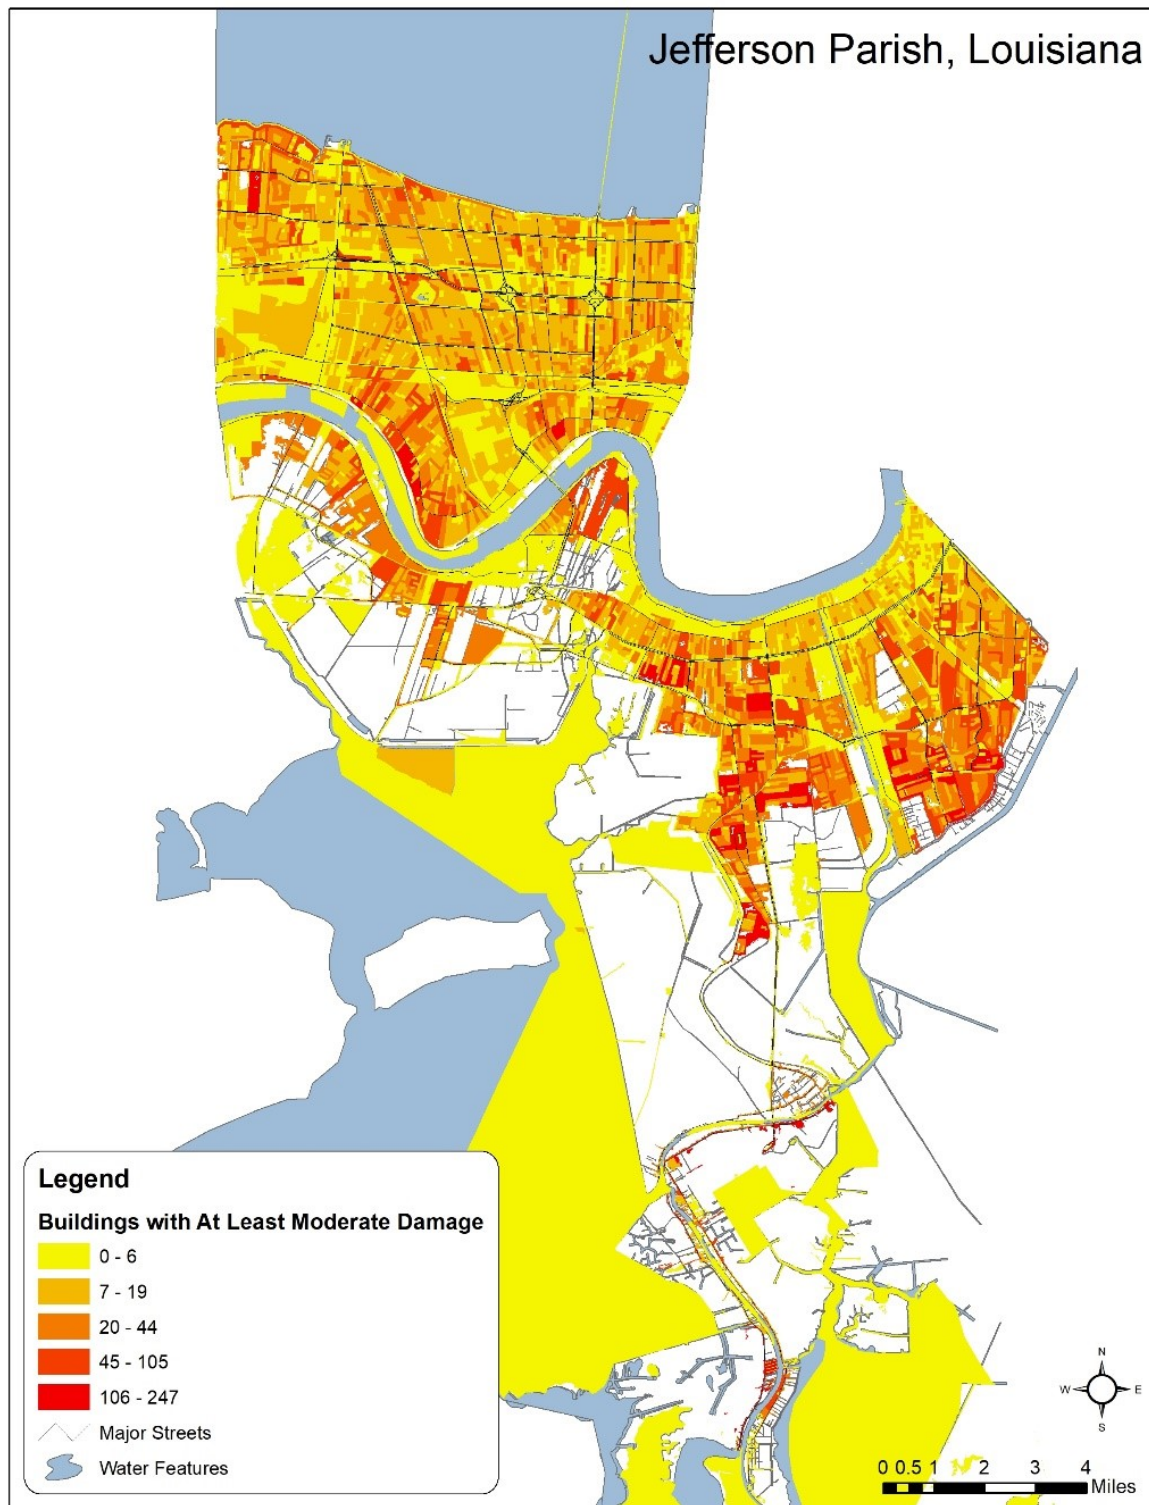 Jefferson Parish, Louisiana
Legend
Buildings with At Least Moderate Damage
0 - 6
7 - 19
20 - 44
45 - 105
106 - 247
Major Streets
Water Features
N
W E
S
0 0.5 1 2 3 4
Miles